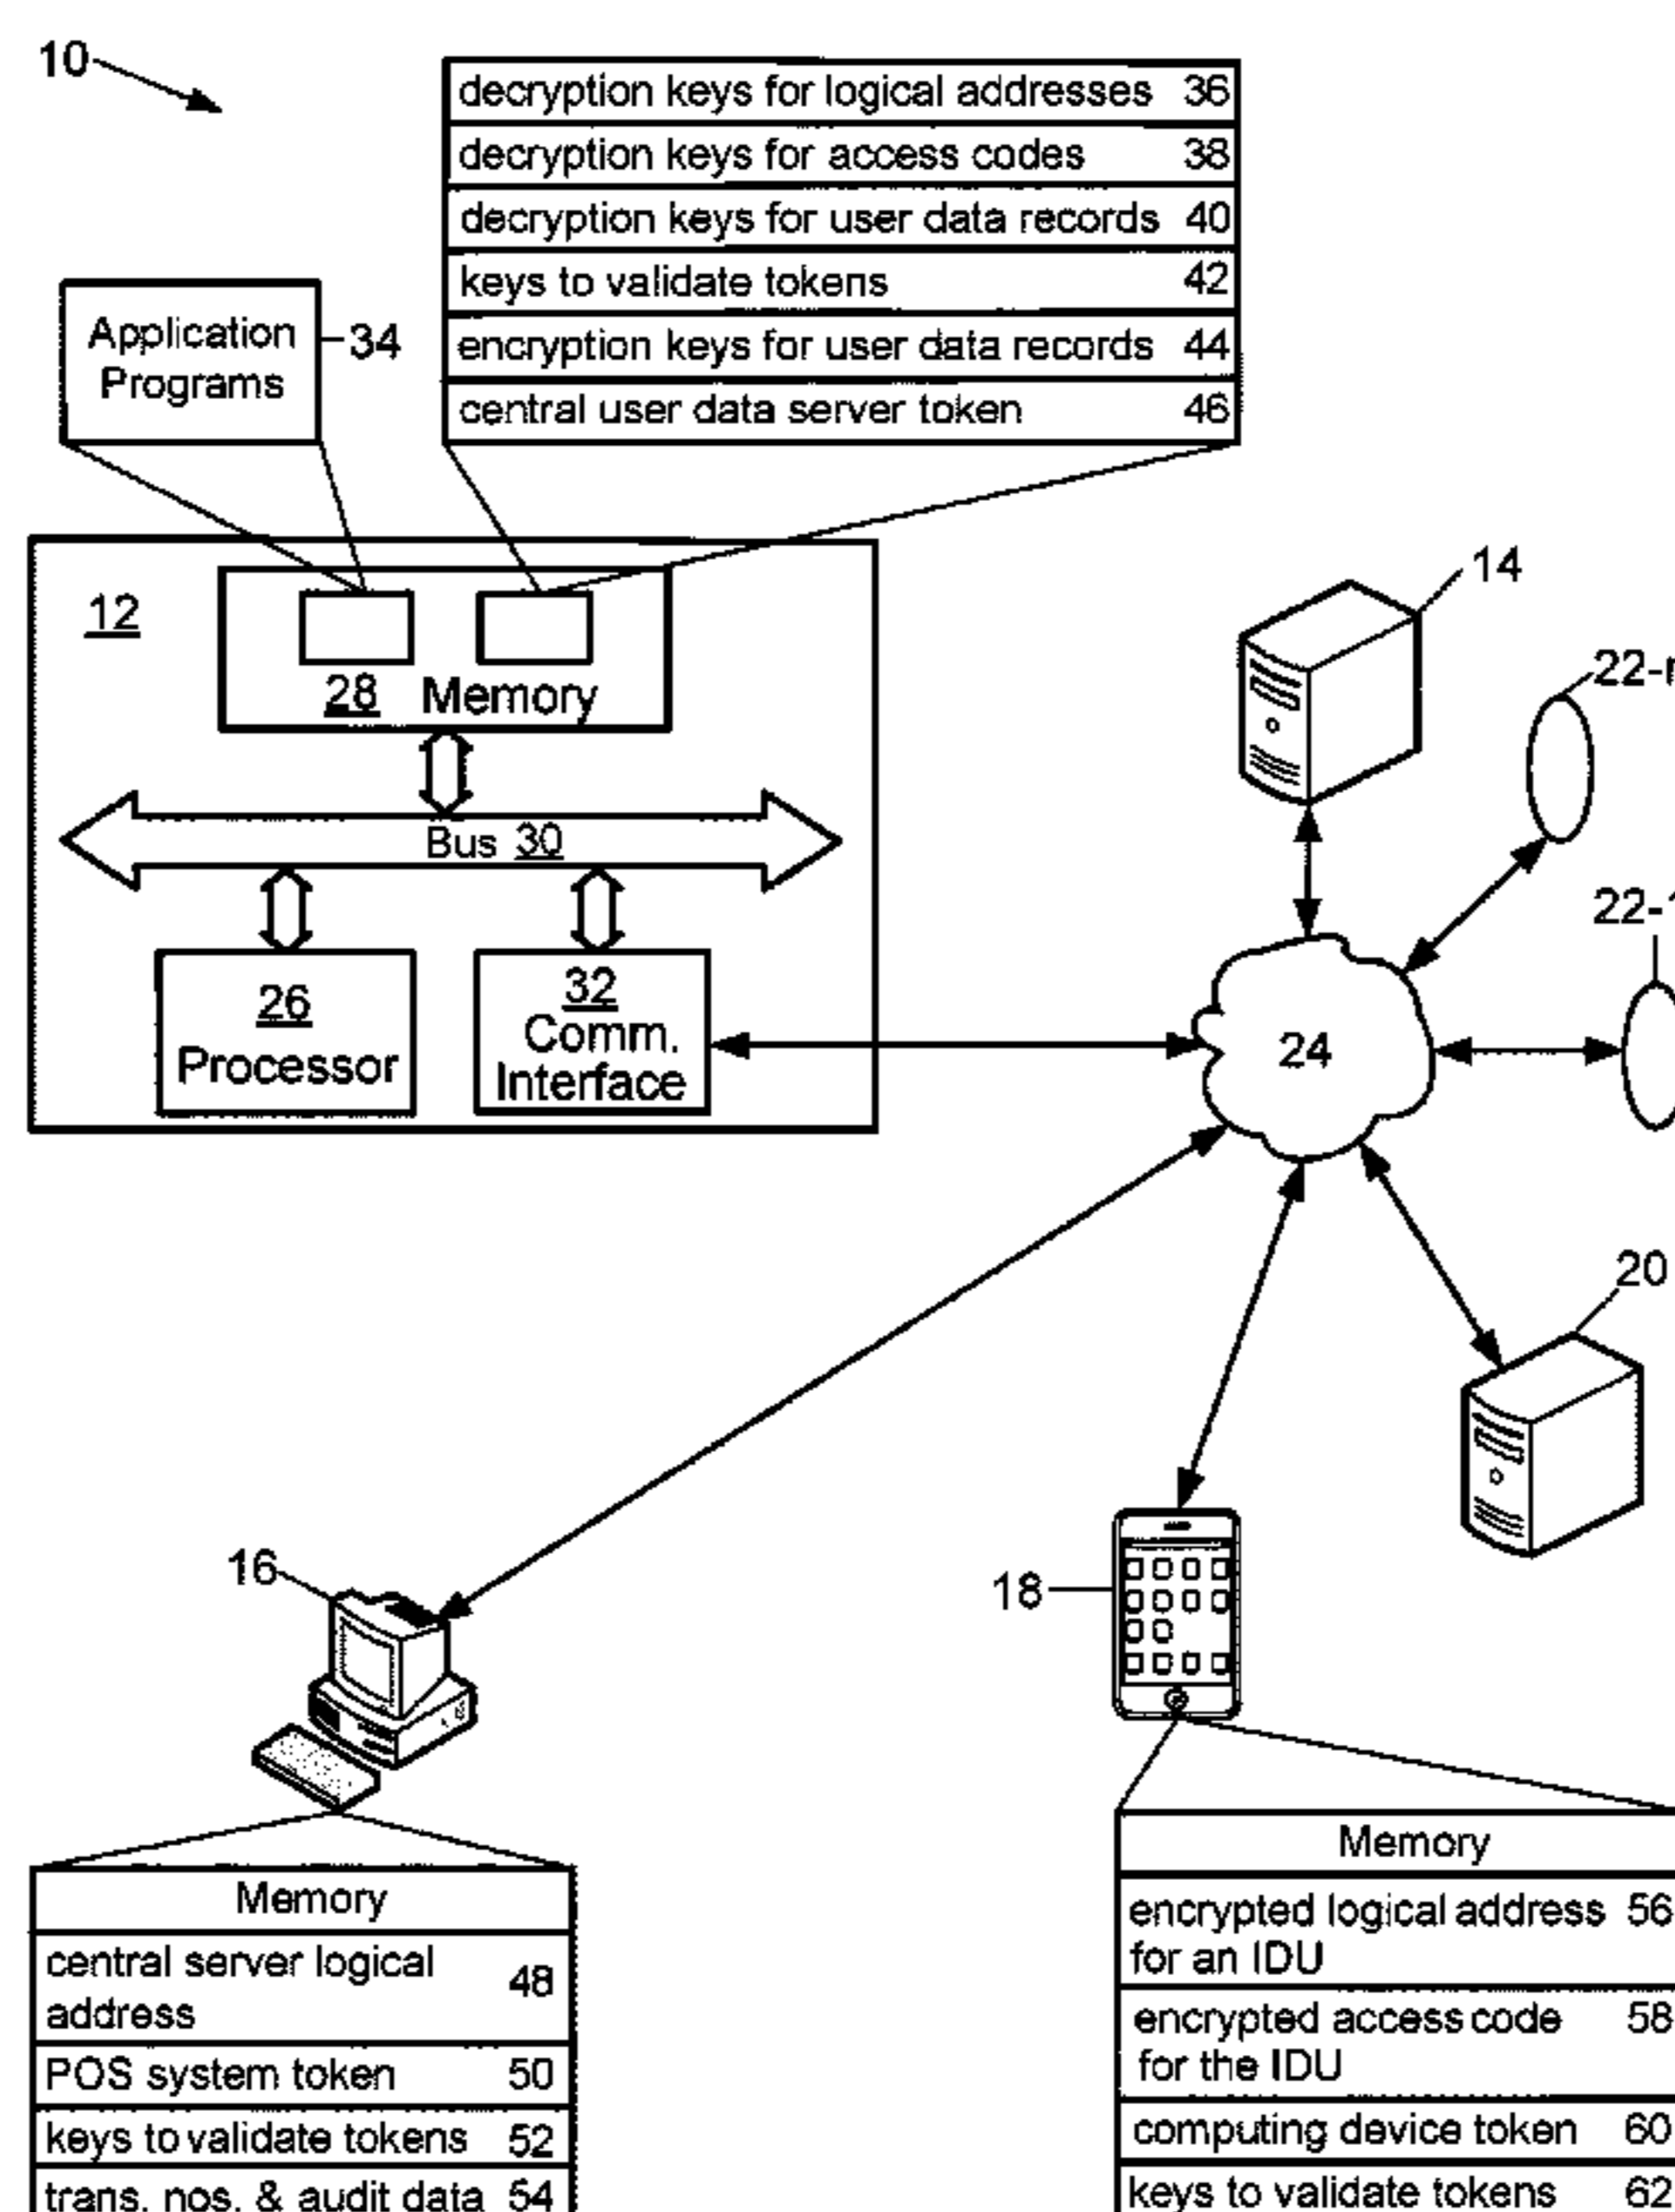 10
decryption keys for logical addresses 36
decryption keys for access codes 38
decryption keys for user data records 40
keys to validate tokens 42
encryption keys for user data records 44
central user data server token 46
Application
Programs
34
12
28 Memory
14
22-
Bus 30
22-1
26
Processor
32
Comm.
Interface
24
20
16
18
Memory
central server logical
address
48
POS system token 50
keys to validate tokens 52
trans. nos. & audit data 54
Memory
encrypted logical address 56
for an IDU
encrypted access code 58
for the IDU
computing device token 60
keys to validate tokens 62